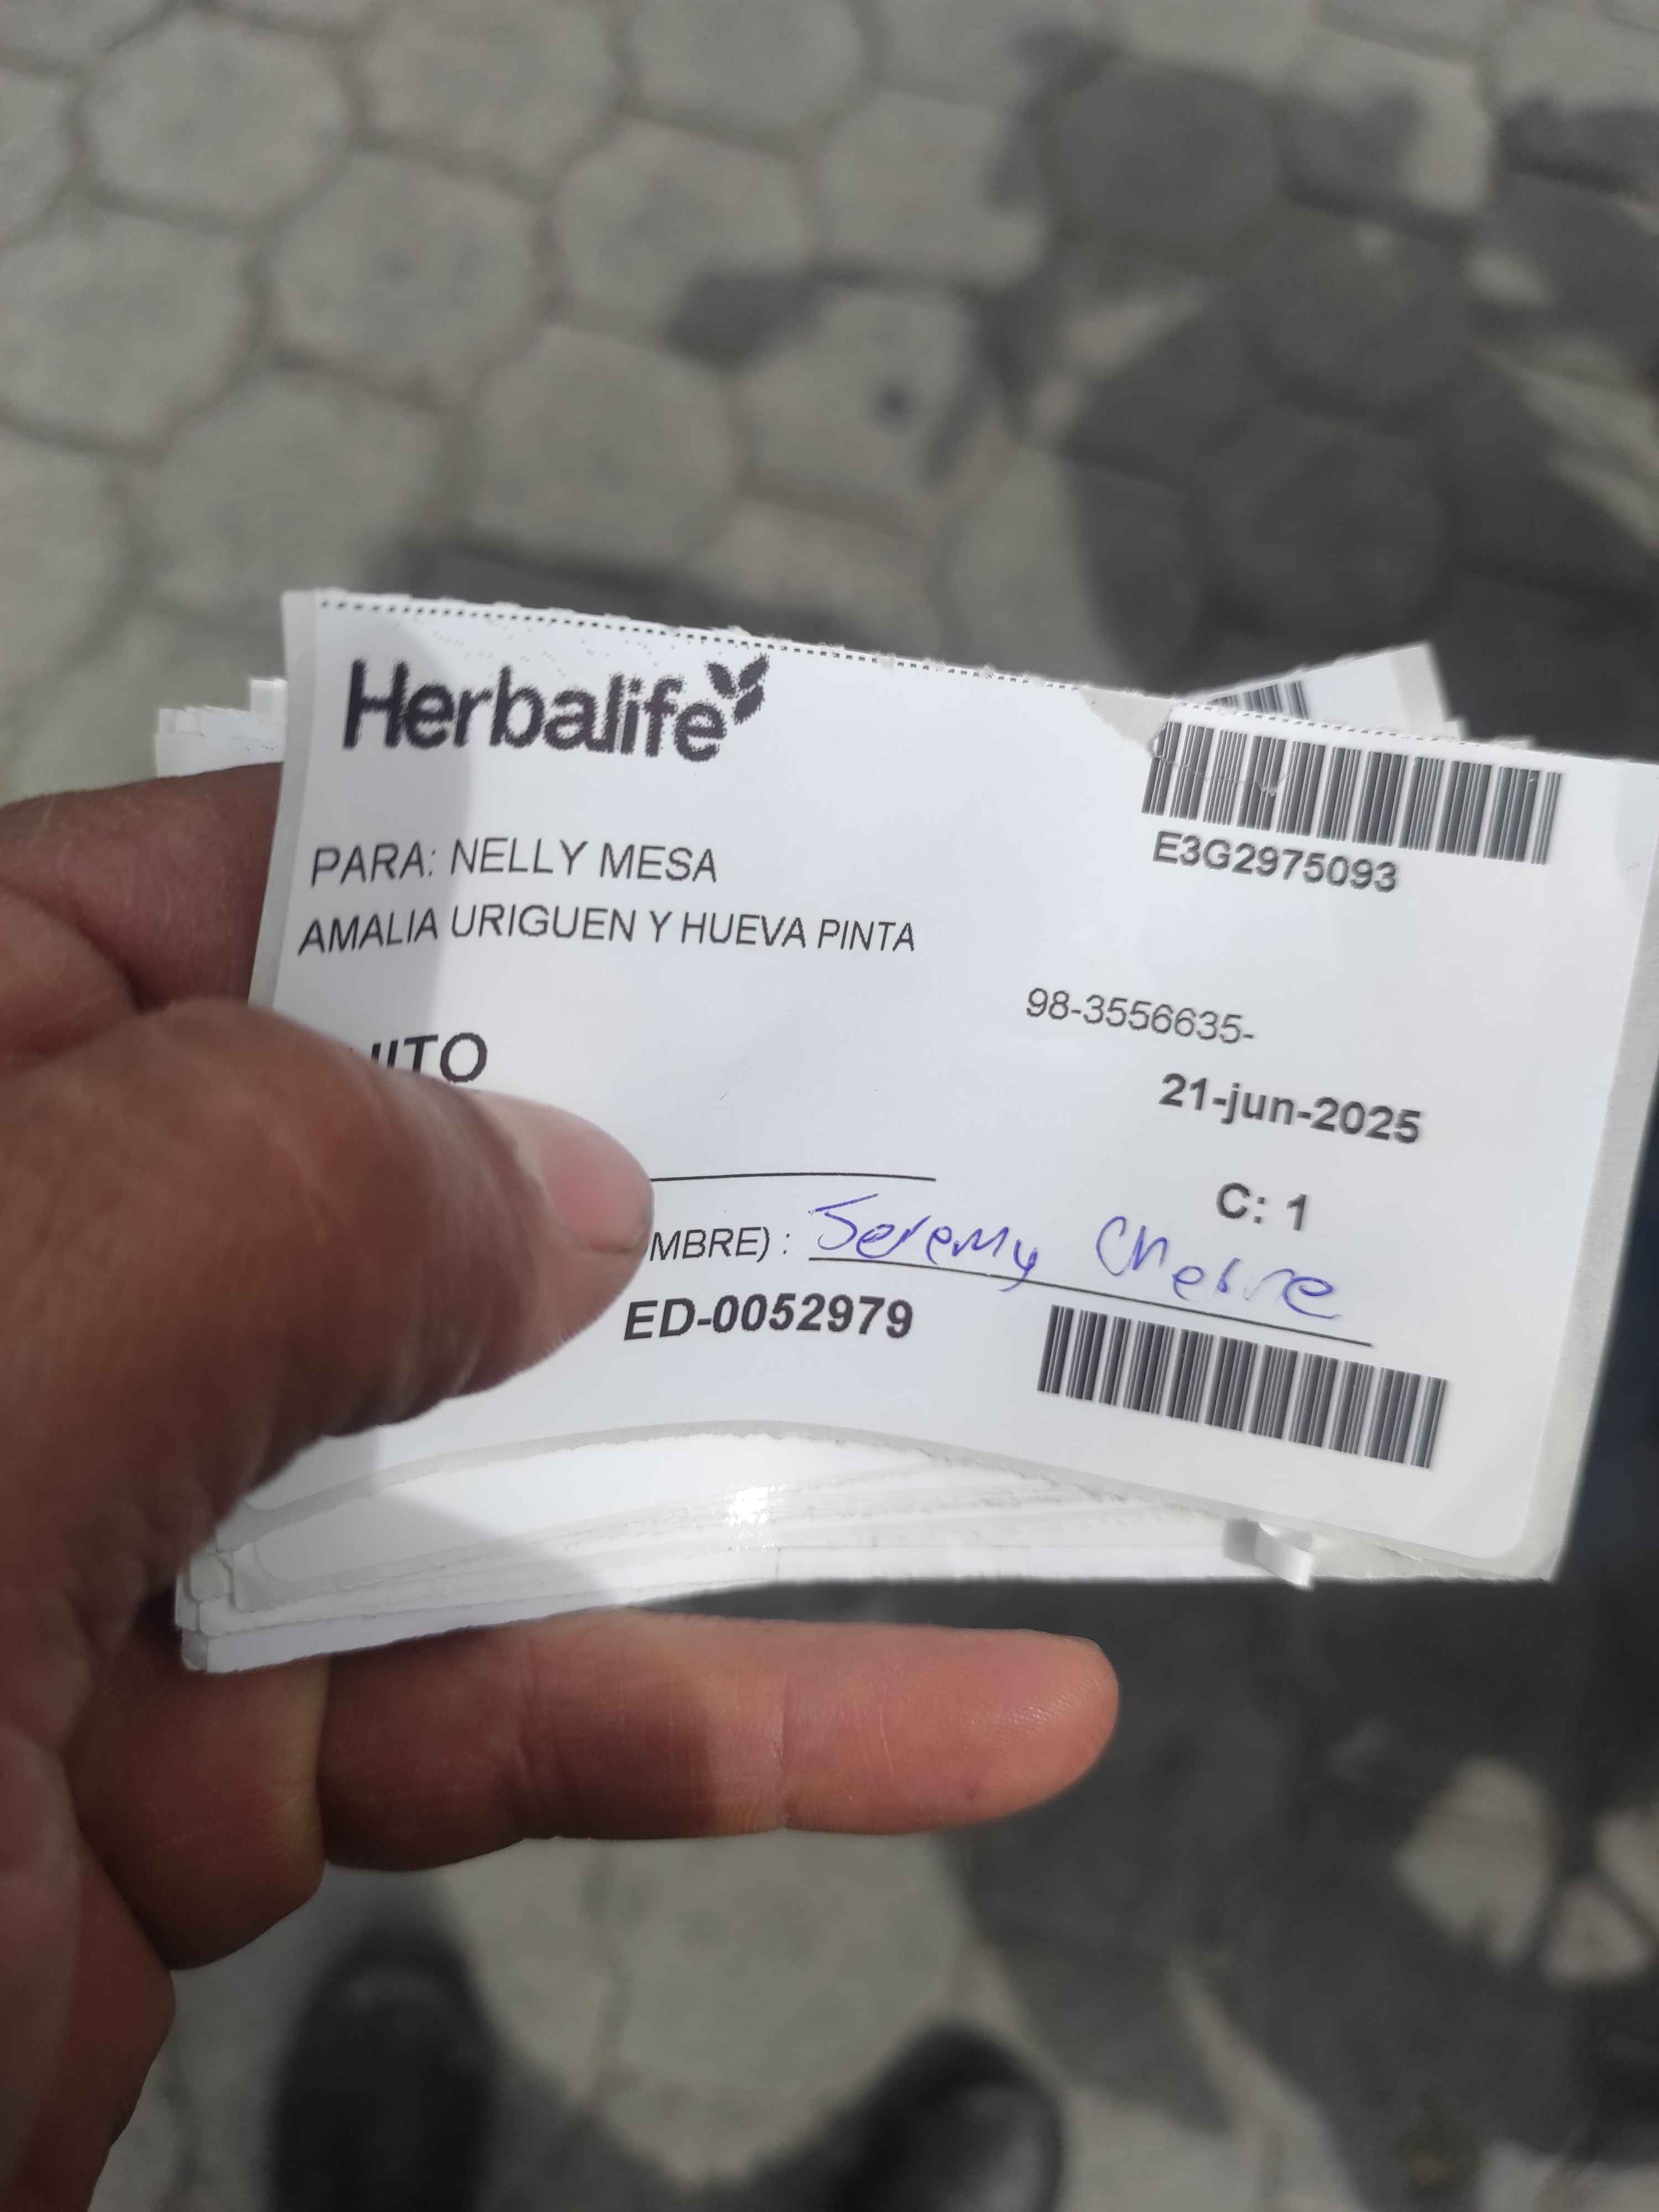 Herbalife
E3G2975093
PARA: NELLY MESA
AMALIA URIGUEN Y HUEVA PINTA
98-3556635-
UITO
21-jun-2025
C: 1
MBRE) : Jeremy
ED-0052979